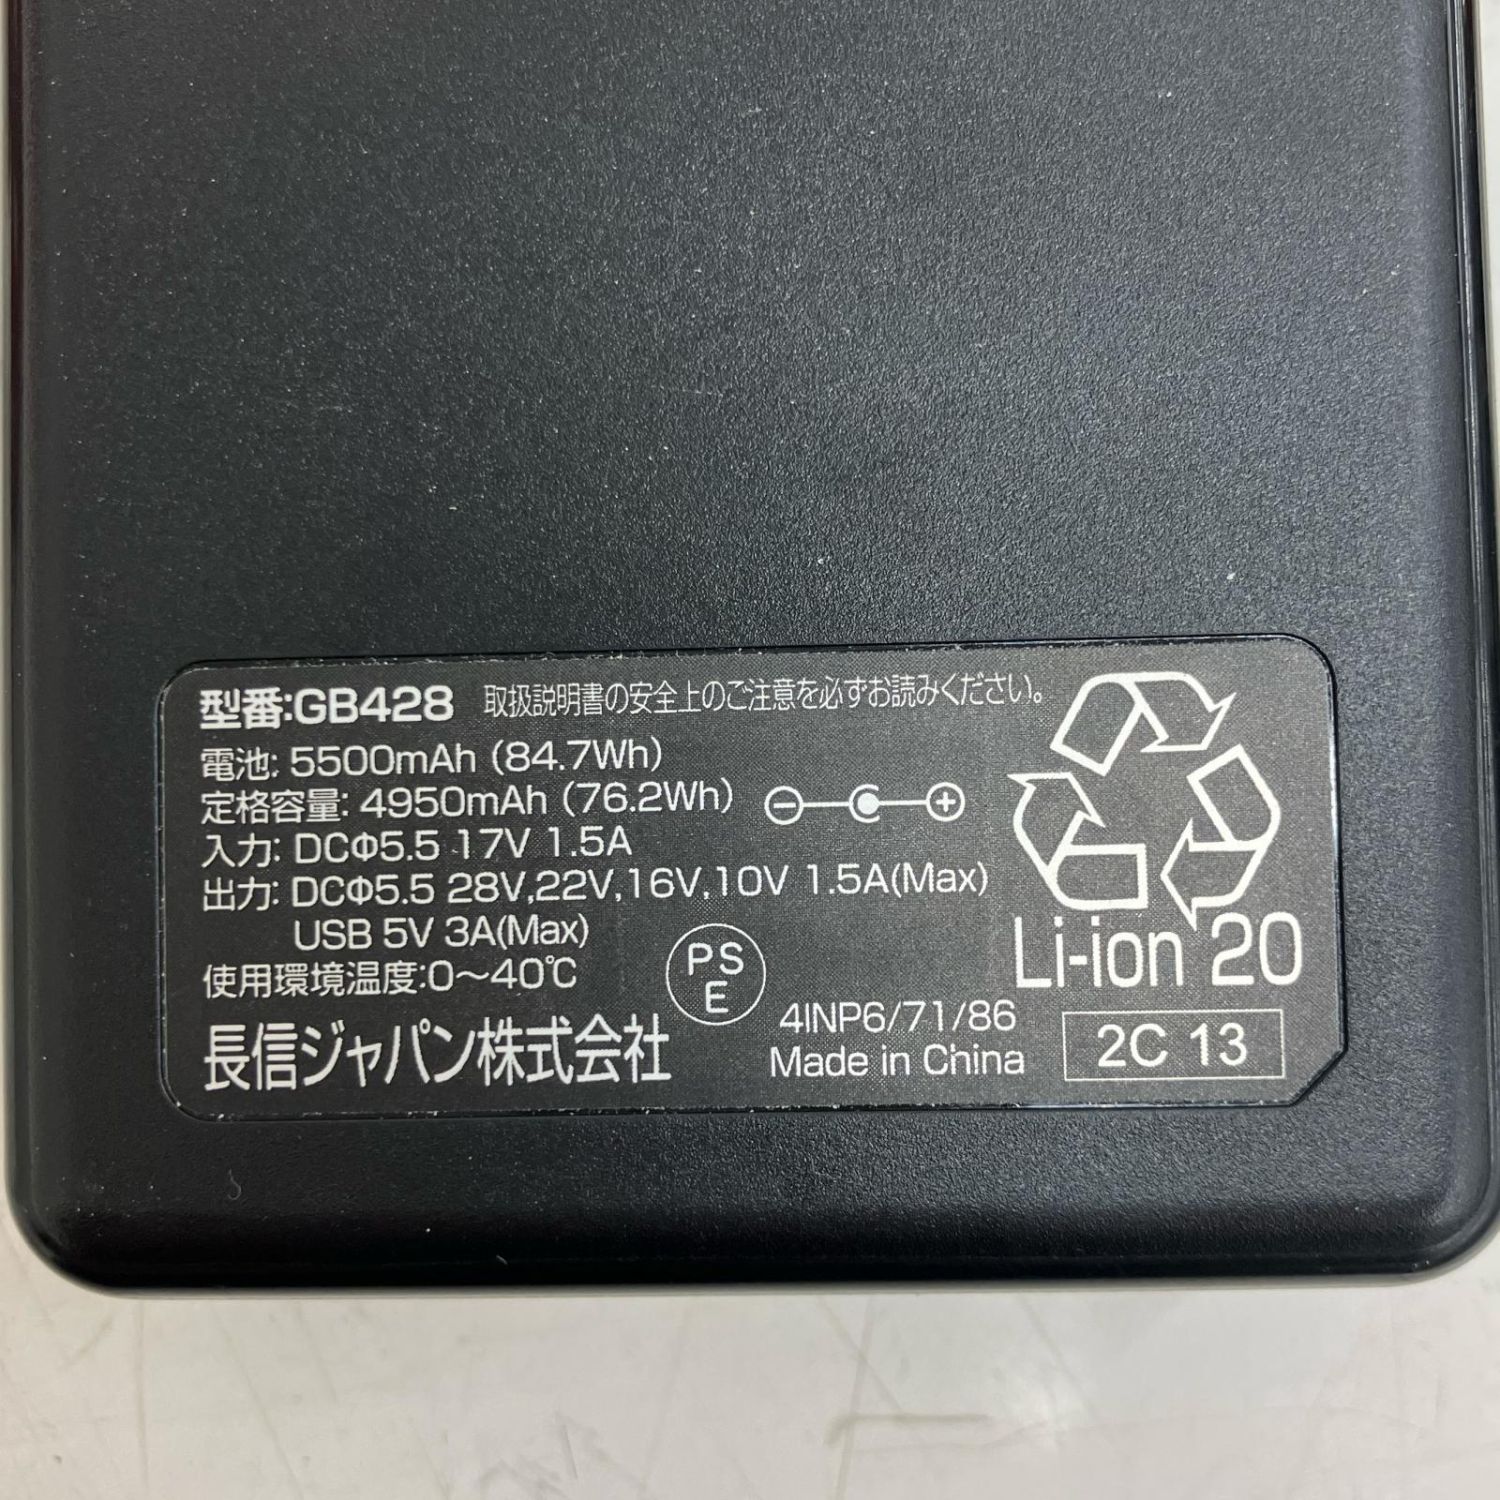 型番:GB428 取扱説明書の安全上のご注意を必ずお読みください。
電池: 5500mAh (84.7Wh)
定格容量: 4950mAh (76.2Wh)
入力: DCΦ5.5 17V 1.5A
出力: DCΦ5.5 28V,22V,16V,10V 1.5A(Max)
USB 5V 3A(Max)
使用環境温度:0～40℃
長信ジャパン株式会社
PS
E
4INP6/71/86
Made in China
Li-ion 20
2C 13